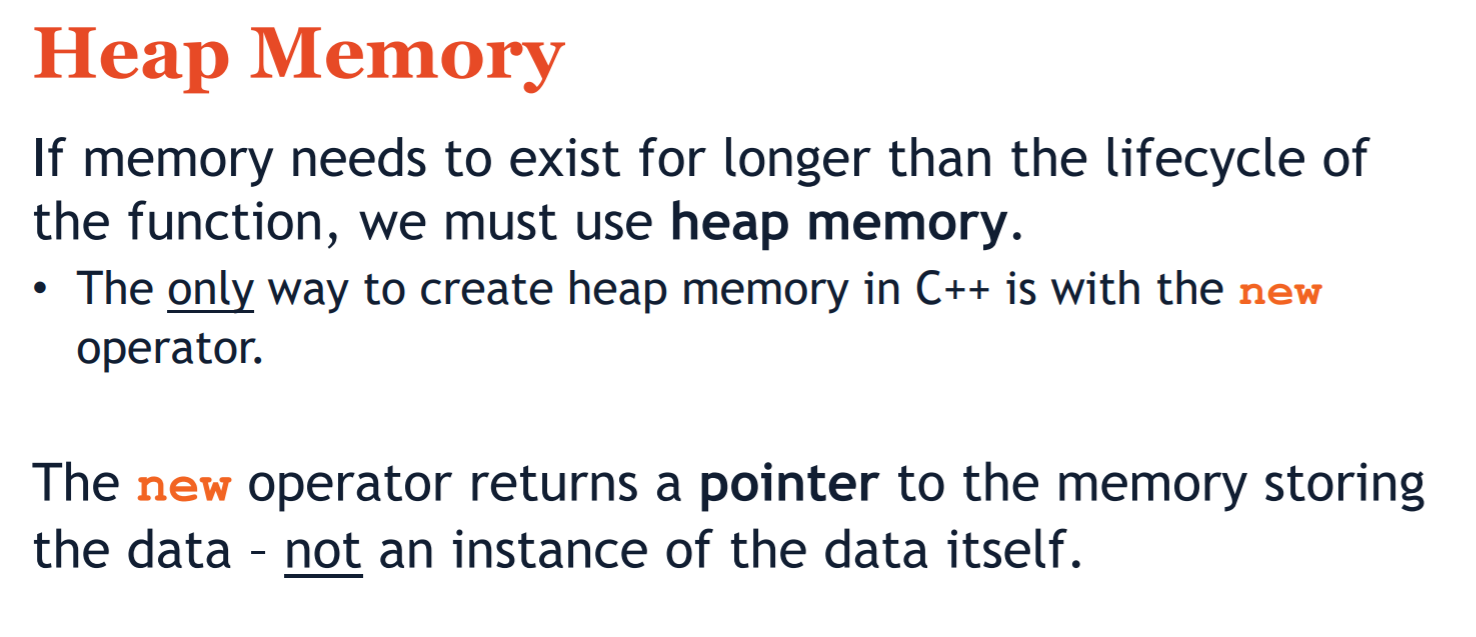 Heap Memory
If memory needs to exist for longer than the lifecycle of
the function, we must use heap memory.
• The only way to create heap memory in C++ is with the new
operator.
The new operator returns a pointer to the memory storing
the data – not an instance of the data itself.